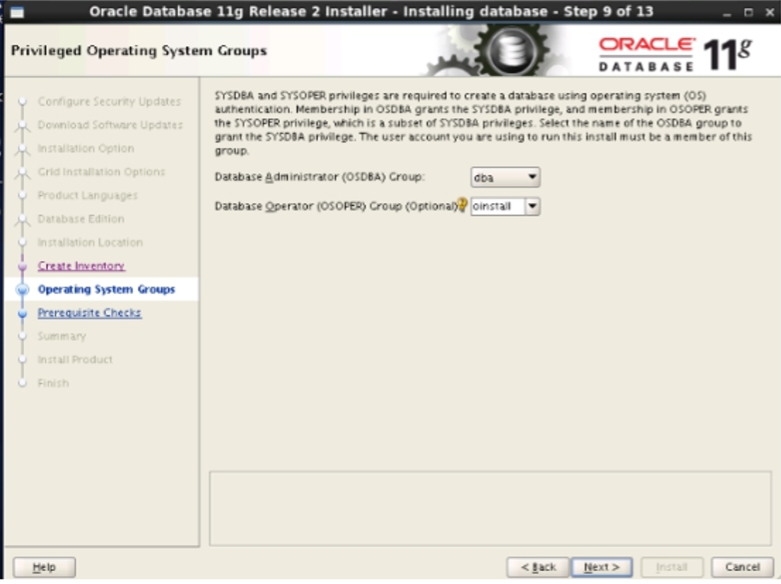 Oracle Database 11g Release 2 Installer - Installing database - Step 9 of 13
Privileged Operating System Groups
ORACLE
DATABASE
11g
Configure Security Updates
Download Software Updates
Installation Option
Grid Installation Options
Product Languages
Database Edition
Installation Location
Create Inventory
Operating System Groups
Prerequisite Checks
Summary
Install Product
Finish
SYSDBA and SYSOPER privileges are required to create a database using operating system (OS)
authentication. Membership in OSDBA grants the SYSDBA privilege, and membership in OSOPER grants
the SYSOPER privilege, which is a subset of SYSDBA privileges. Select the name of the OSDBA group to
grant the SYSDBA privilege. The user account you are using to run this install must be a member of this
group.
Database Administrator (OSDBA) Group: dba
Database Operator (OSOPER) Group (Optional) oinstall
Help
< Back
Next >
Install
Cancel